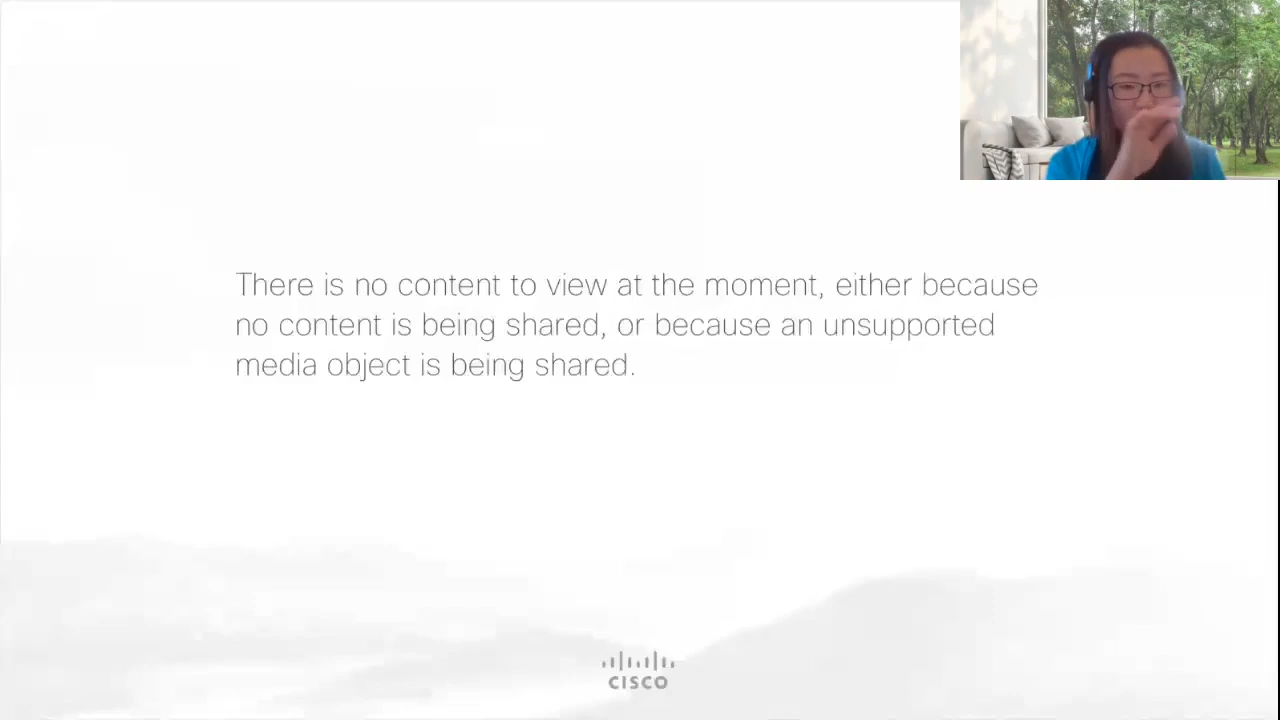 There is no content to view at the moment, either because
no content is being shared, or because an unsupported
media object is being shared.
CISCO